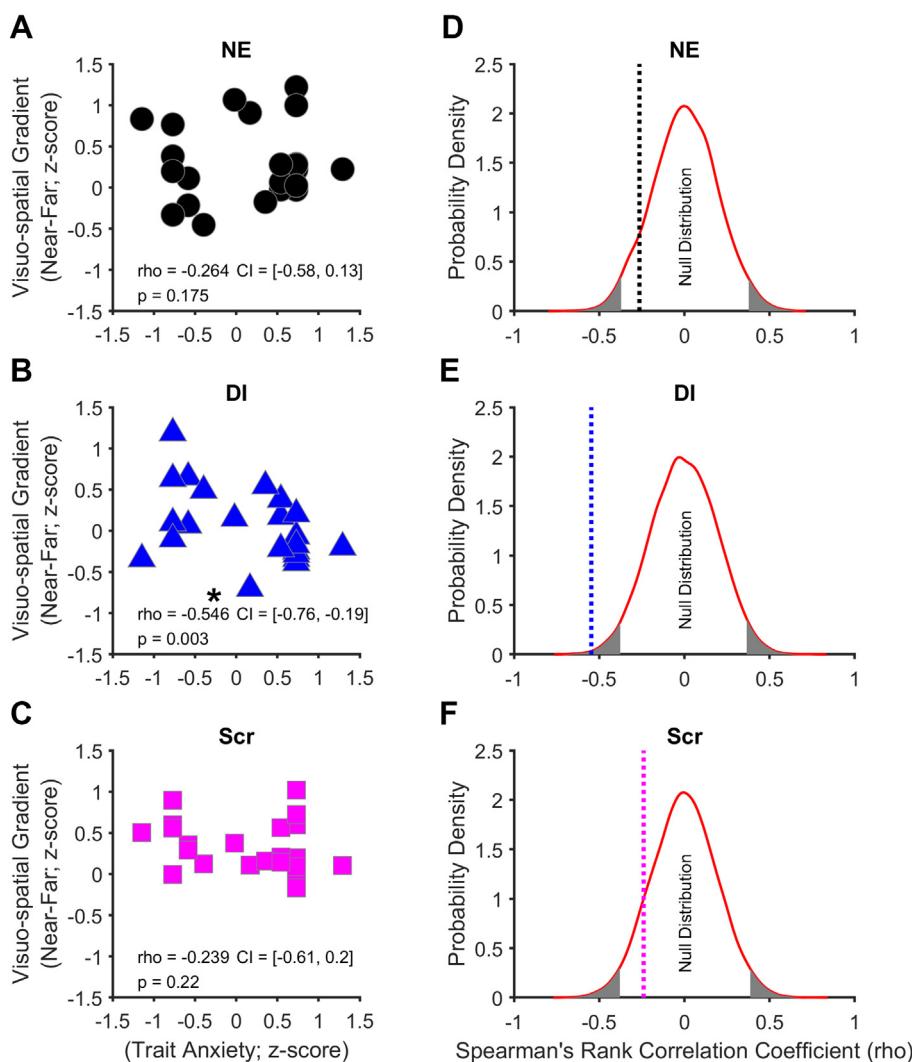 A
NE
Visuo-spatial Gradient
(Near-Far; z-score)
1.5
1
0.5
0
-0.5
-1
-1.5
rho = -0.264 CI = [-0.58, 0.13]
p = 0.175
-1.5 -1 -0.5 0 0.5 1 1.5
D
NE
Probability Density
2.5
2
1.5
1
0.5
0
Null Distribution
-1 -0.5 0 0.5 1
B
DI
Visuo-spatial Gradient
(Near-Far; z-score)
1.5
1
0.5
0
-0.5
-1
-1.5
*
rho = -0.546 CI = [-0.76, -0.19]
p = 0.003
-1.5 -1 -0.5 0 0.5 1 1.5
E
DI
Probability Density
2.5
2
1.5
1
0.5
0
Null Distribution
-1 -0.5 0 0.5 1
C
Scr
Visuo-spatial Gradient
(Near-Far; z-score)
1.5
1
0.5
0
-0.5
-1
-1.5
rho = -0.239 CI = [-0.61, 0.2]
p = 0.22
-1.5 -1 -0.5 0 0.5 1 1.5
(Trait Anxiety; z-score)
F
Scr
Probability Density
2.5
2
1.5
1
0.5
0
Null Distribution
-1 -0.5 0 0.5 1
Spearman's Rank Correlation Coefficient (rho)